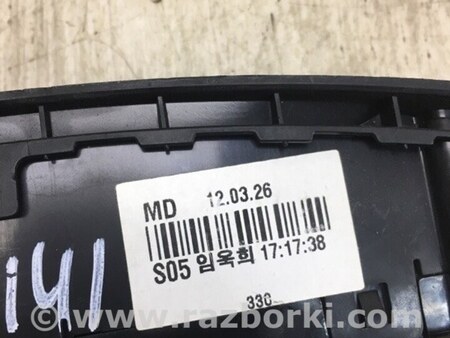 MD 12.03.26
S05 임옥희 17:17:38
330
i41
© - www.razborki.com